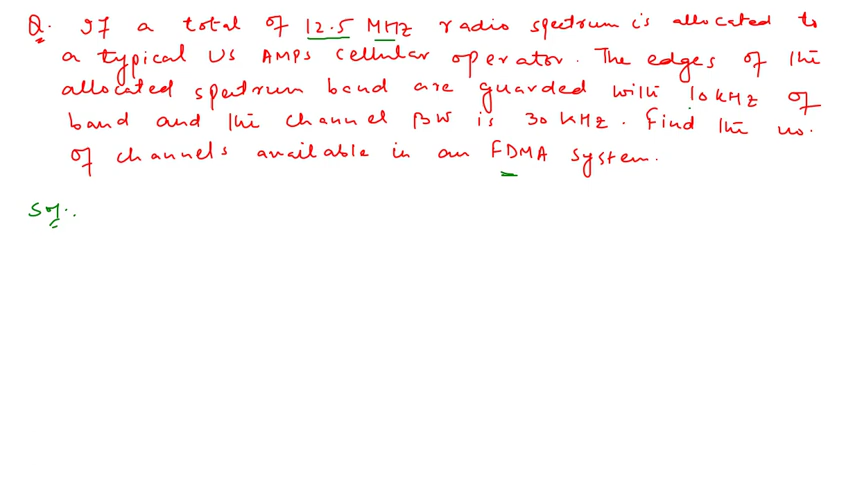 Q. If a total of 12.5 MHz radio spectrum is allocated to
a typical US AMPS cellular operator. The edges of the
allocated spectrum band are guarded with 10 kHz of
band and the channel BW is 30 kHz. Find the no.
of channels available in an FDMA system.
Sol.